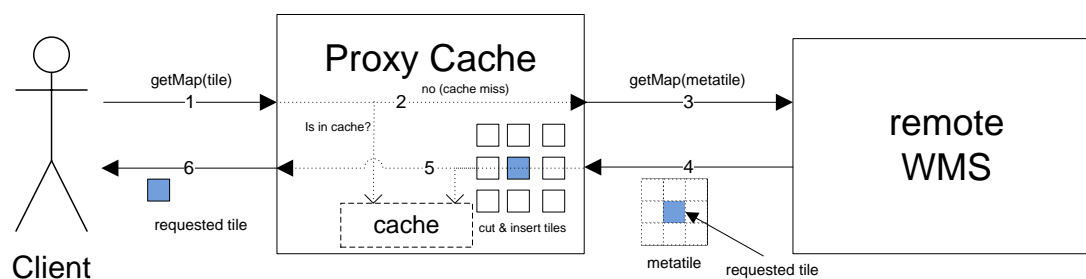 Proxy Cache
getMap(tile)
1
2
no (cache miss)
getMap(metatile)
3
Is in cache?
remote
WMS
6
5
4
requested tile
cache
cut & insert tiles
metatile
requested tile
Client